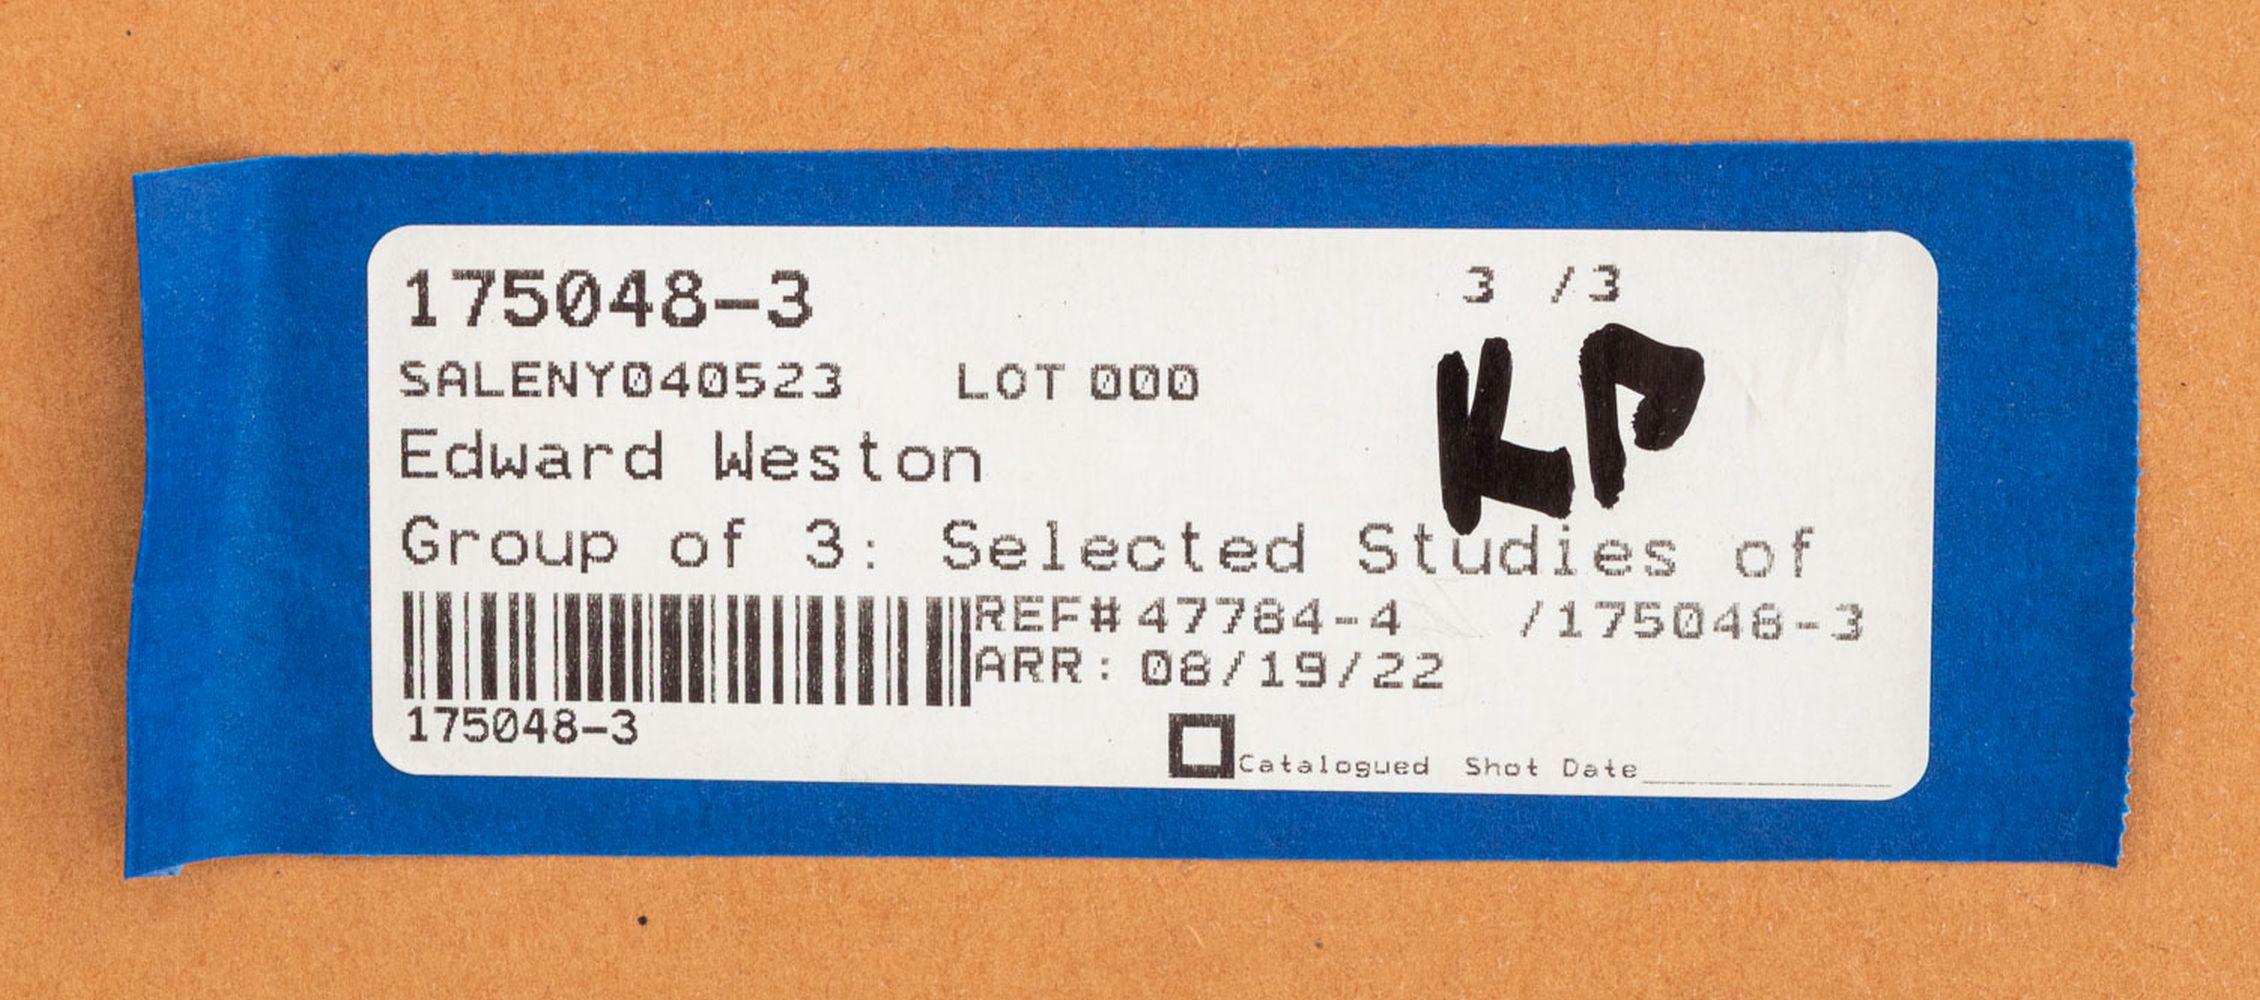 175048-3 3 /3
KP
SALENY040523 LOT 000
Edward Weston
Group of 3: Selected Studies of
REF# 47784-4 /175048-3
ARR: 08/19/22
175048-3
Catalogued Shot Date